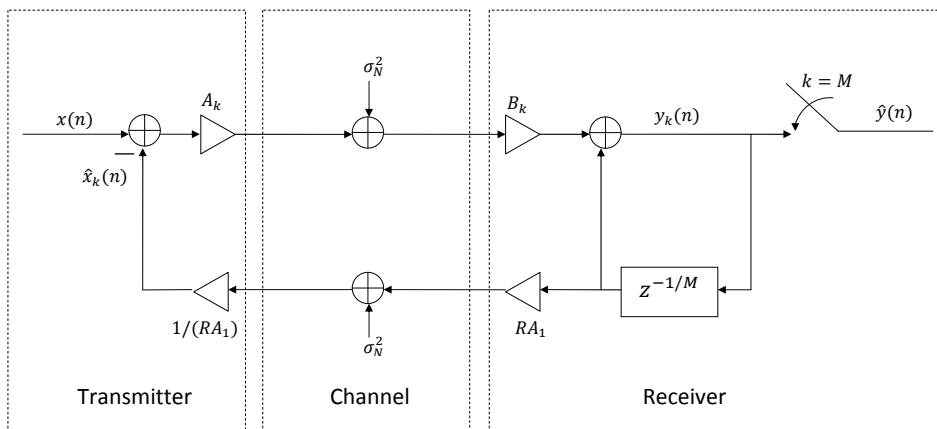 σ_N^2
k = M
A_k
B_k
x(n)
y_k(n)
ŷ(n)
x̂_k(n)
z^{-1/M}
1/(RA_1)
RA_1
σ_N^2
Transmitter
Channel
Receiver